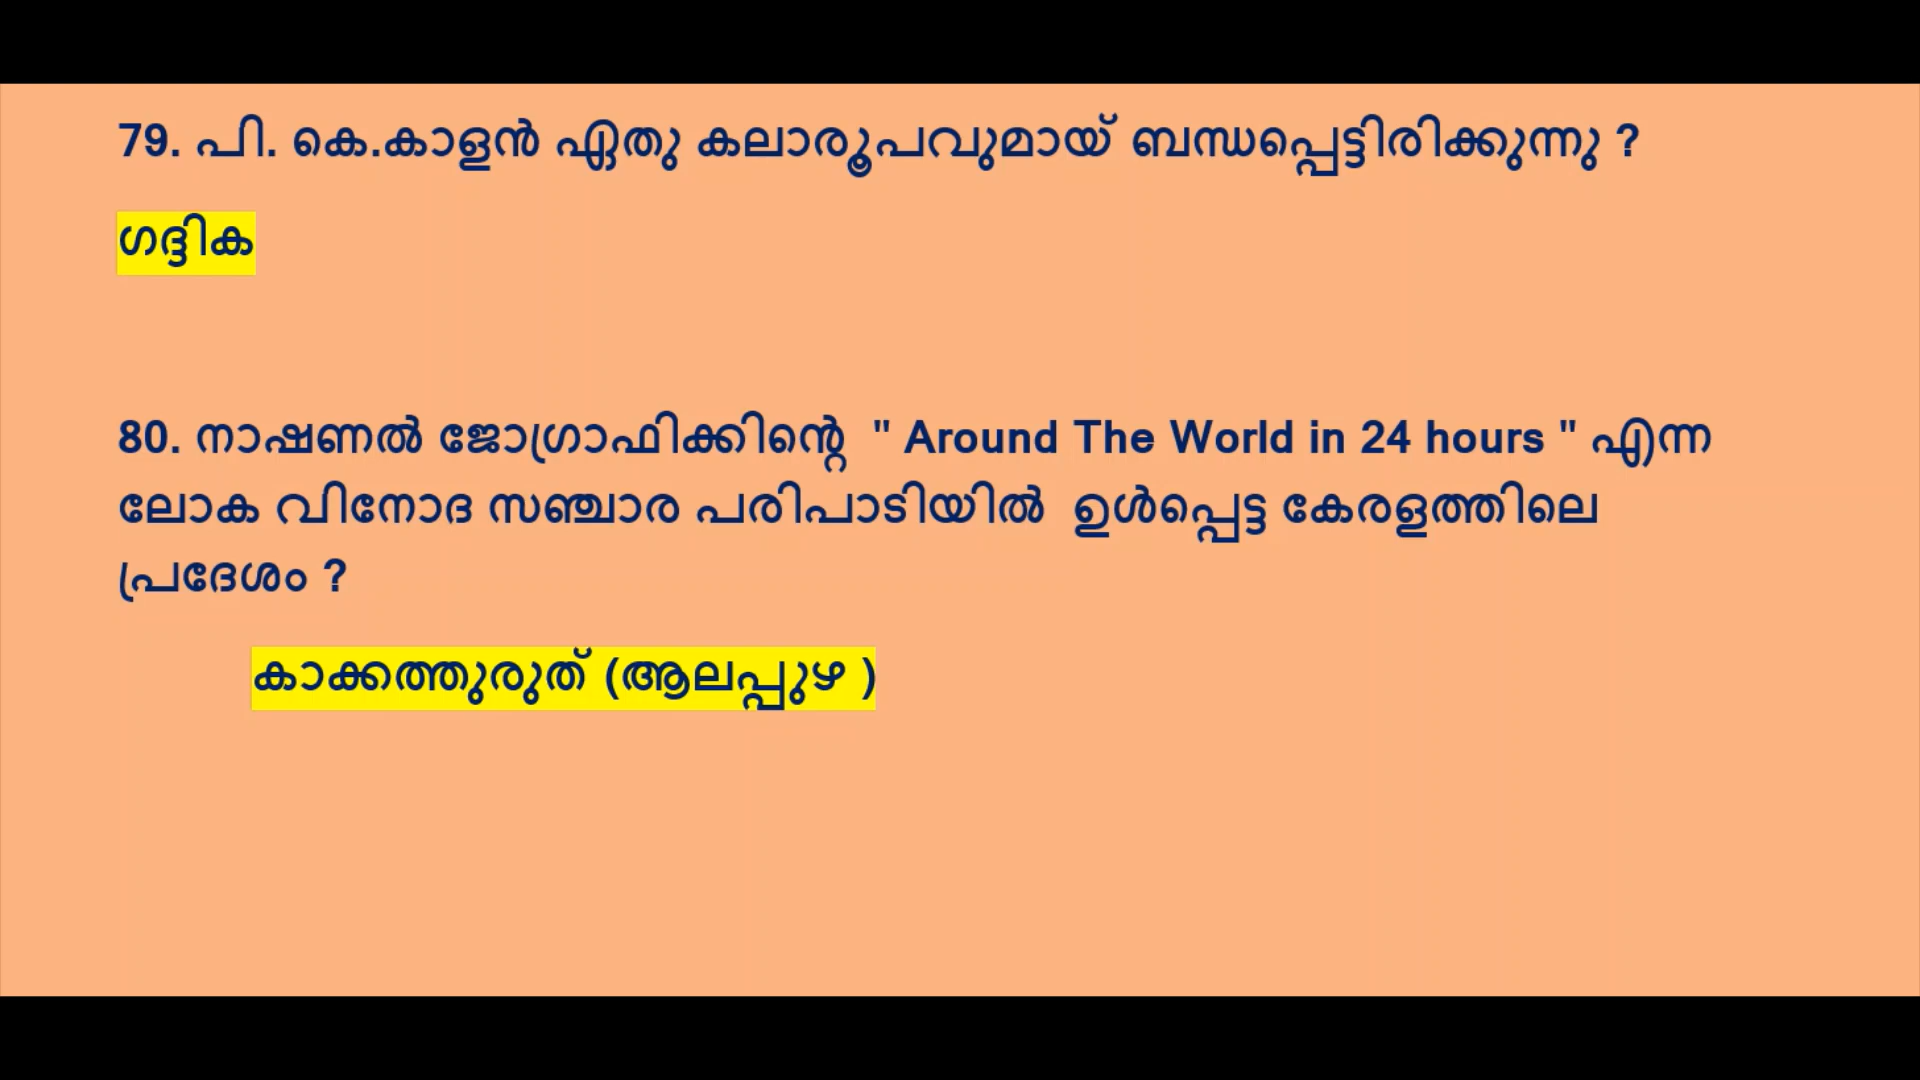 79. പി. കെ.കാളൻ ഏതു കലാരൂപവുമായ് ബന്ധപ്പെട്ടിരിക്കുന്നു ?
ഗദ്ദിക
80. നാഷണൽ ജോഗ്രാഫിക്കിന്റെ " Around The World in 24 hours " എന്ന
ലോക വിനോദ സഞ്ചാര പരിപാടിയിൽ ഉൾപ്പെട്ട കേരളത്തിലെ
പ്രദേശം ?
കാക്കത്തുരുത് (ആലപ്പുഴ )